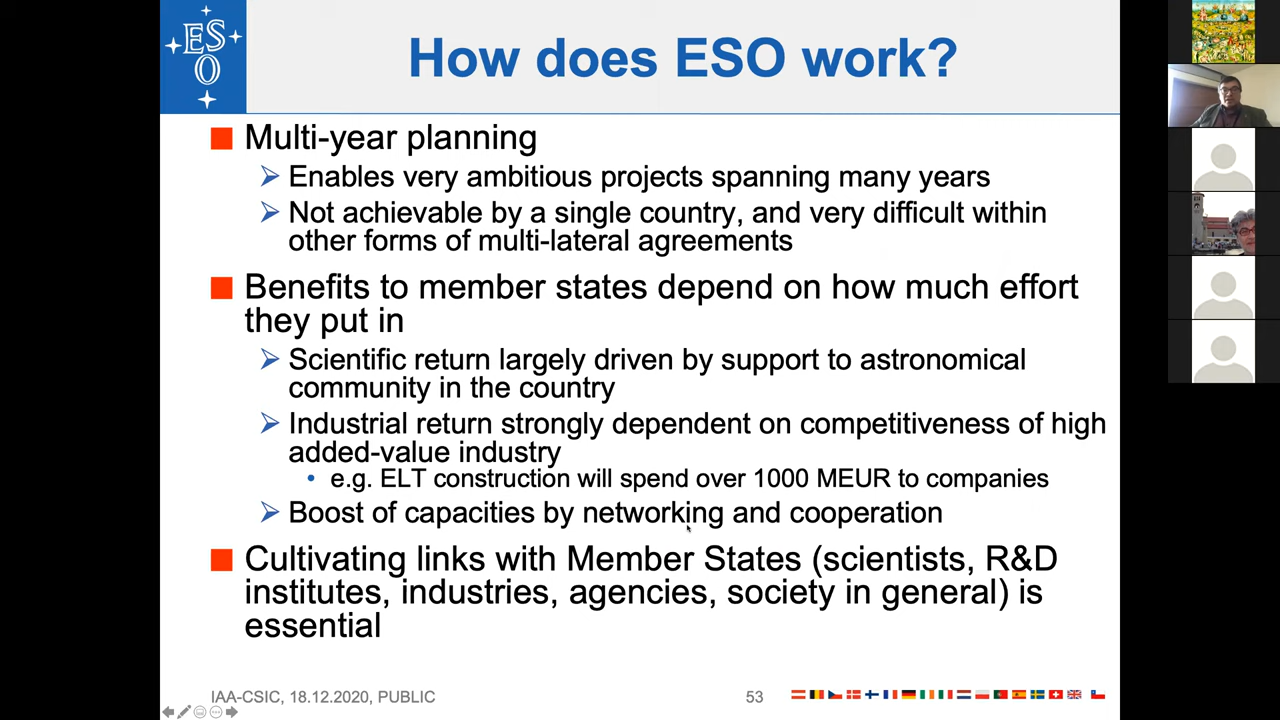 ES
O
How does ESO work?
Multi-year planning
Enables very ambitious projects spanning many years
Not achievable by a single country, and very difficult within
other forms of multi-lateral agreements
Benefits to member states depend on how much effort
they put in
Scientific return largely driven by support to astronomical
community in the country
Industrial return strongly dependent on competitiveness of high
added-value industry
e.g. ELT construction will spend over 1000 MEUR to companies
Boost of capacities by networking and cooperation
Cultivating links with Member States (scientists, R&D
institutes, industries, agencies, society in general) is
essential
IAA-CSIC, 18.12.2020, PUBLIC
53